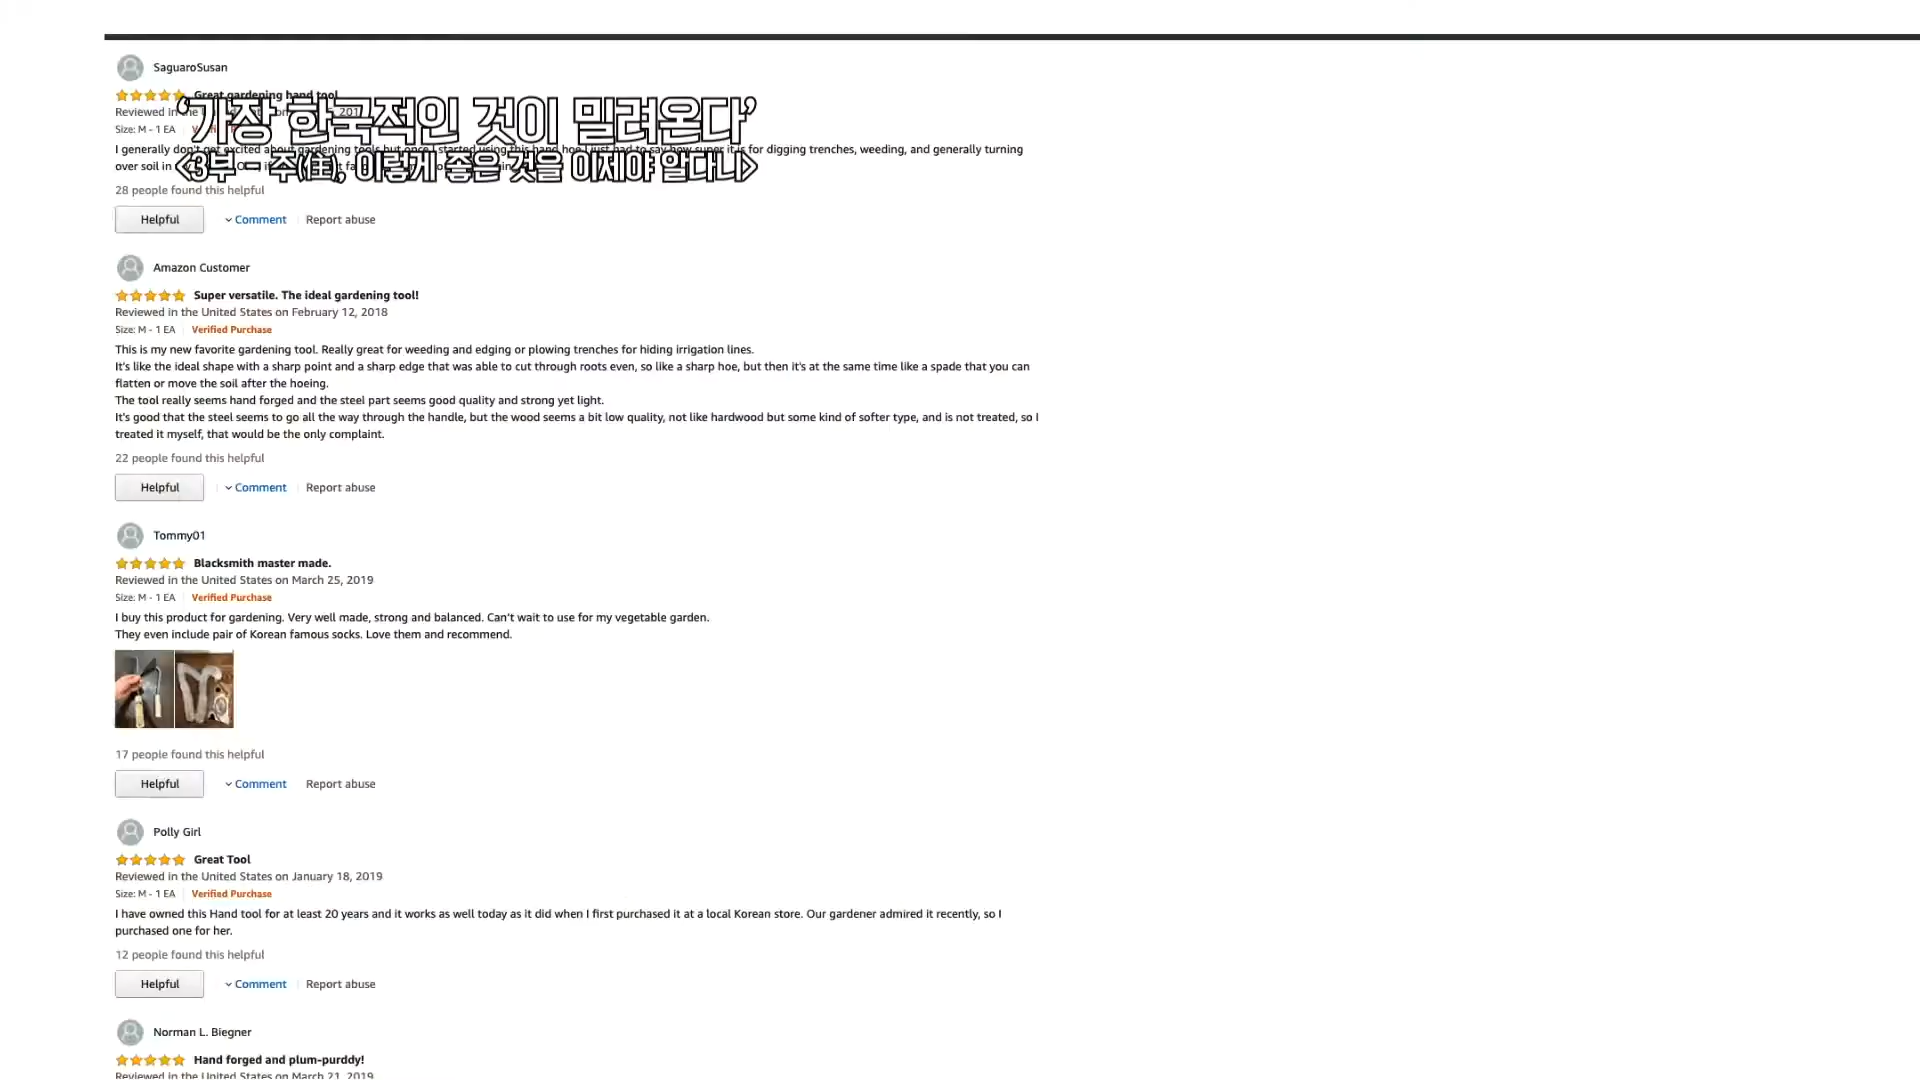 SaguaroSusan
Great gardening hand tool
Reviewed in the
Size: M - 1 EA
‘가장 한국적인 것이 밀려온다’
I generally don't get excited about gardening tools but once I started using this hand hoe I just had to say how super it is for digging trenches, weeding, and generally turning
over soil in
<3부 - 주(住), 이렇게 좋은 것을 이제야 알다니>
28 people found this helpful
Helpful
Comment
Report abuse
Amazon Customer
Super versatile. The ideal gardening tool!
Reviewed in the United States on February 12, 2018
Size: M - 1 EA
Verified Purchase
This is my new favorite gardening tool. Really great for weeding and edging or plowing trenches for hiding irrigation lines.
It's like the ideal shape with a sharp point and a sharp edge that was able to cut through roots even, so like a sharp hoe, but then it's at the same time like a spade that you can
flatten or move the soil after the hoeing.
The tool really seems hand forged and the steel part seems good quality and strong yet light.
It's good that the steel seems to go all the way through the handle, but the wood seems a bit low quality, not like hardwood but some kind of softer type, and is not treated, so I
treated it myself, that would be the only complaint.
22 people found this helpful
Helpful
Comment
Report abuse
Tommy01
Blacksmith master made.
Reviewed in the United States on March 25, 2019
Size: M - 1 EA
Verified Purchase
I buy this product for gardening. Very well made, strong and balanced. Can't wait to use for my vegetable garden.
They even include pair of Korean famous socks. Love them and recommend.
17 people found this helpful
Helpful
Comment
Report abuse
Polly Girl
Great Tool
Reviewed in the United States on January 18, 2019
Size: M - 1 EA
Verified Purchase
I have owned this Hand tool for at least 20 years and it works as well today as it did when I first purchased it at a local Korean store. Our gardener admired it recently, so I
purchased one for her.
12 people found this helpful
Helpful
Comment
Report abuse
Norman L. Biegner
Hand forged and plum-purddy!
Reviewed in the United States on March 21, 2019